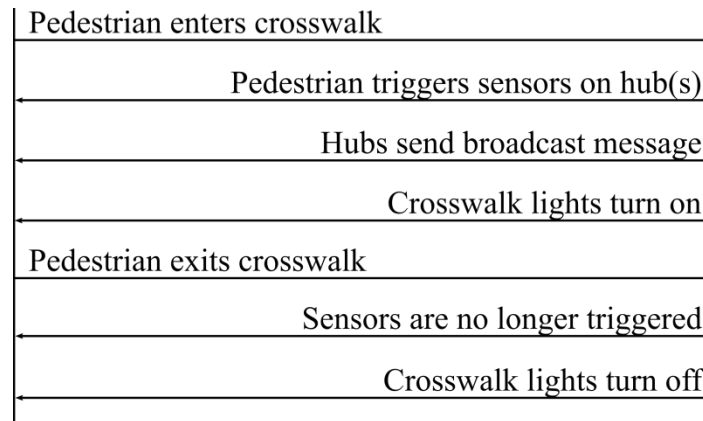 Pedestrian enters crosswalk
Pedestrian triggers sensors on hub(s)
Hubs send broadcast message
Crosswalk lights turn on
Pedestrian exits crosswalk
Sensors are no longer triggered
Crosswalk lights turn off